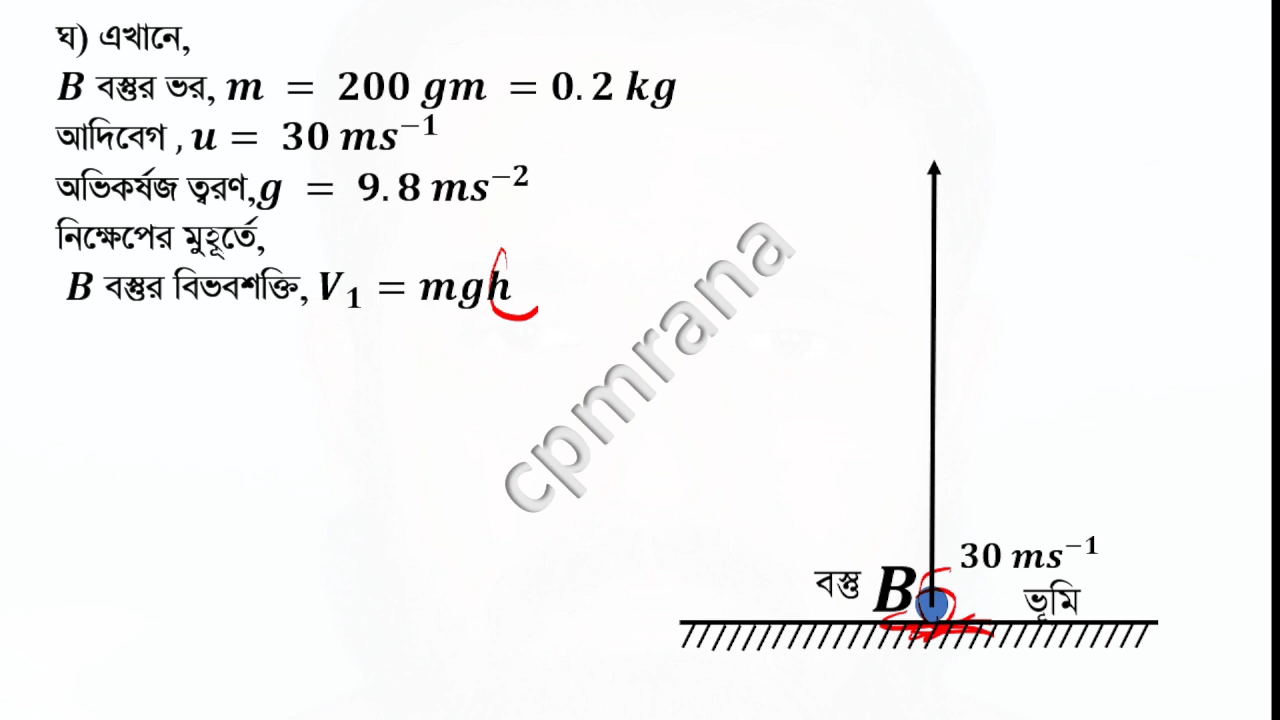 ঘ) এখানে,
B বস্তুর ভর, m = 200 gm = 0.2 kg
আদিবেগ , u = 30 ms⁻¹
অভিকর্ষজ ত্বরণ,g = 9.8 ms⁻²
নিক্ষেপের মুহূর্তে,
B বস্তুর বিভবশক্তি, V₁ = mgh
cpmrana
30 ms⁻¹
বস্তু B
ভূমি